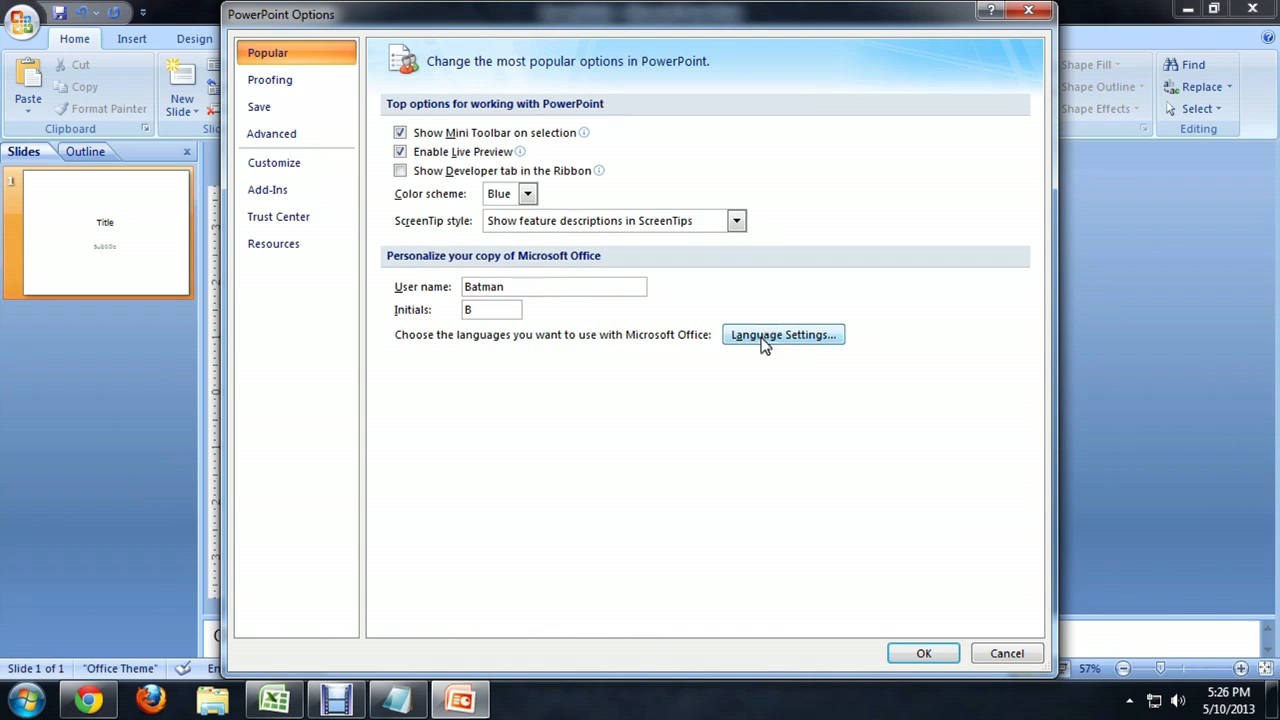 PowerPoint Options
Home
Insert
Design
Paste
Cut
Copy
Format Painter
Clipboard
New
Slide
Shape Fill
Shape Outline
Shape Effects
Find
Replace
Select
Editing
Slides
Outline
1
Title
Subtitle
Popular
Proofing
Save
Advanced
Customize
Add-Ins
Trust Center
Resources
Change the most popular options in PowerPoint.
Top options for working with PowerPoint
Show Mini Toolbar on selection
Enable Live Preview
Show Developer tab in the Ribbon
Color scheme: Blue
ScreenTip style: Show feature descriptions in ScreenTips
Personalize your copy of Microsoft Office
User name: Batman
Initials: B
Choose the languages you want to use with Microsoft Office: Language Settings...
OK
Cancel
Slide 1 of 1
"Office Theme"
57%
5:26 PM
5/10/2013